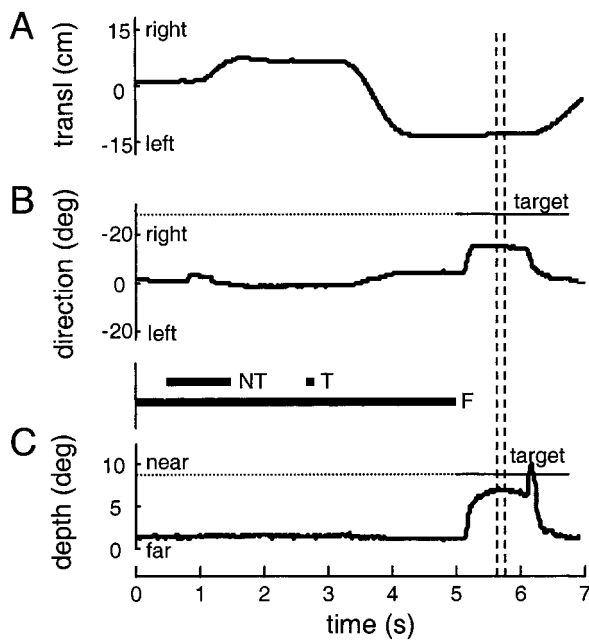 A
transl (cm)
15
right
0
-15
left
B
direction (deg)
target
-20
right
0
-20
left
NT
T
F
C
depth (deg)
10
near
target
5
0
far
0 1 2 3 4 5 6 7
time (s)